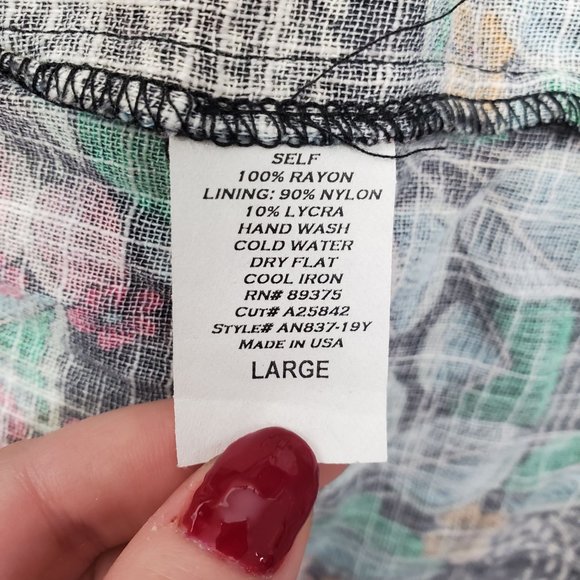 SELF
100% RAYON
LINING: 90% NYLON
10% LYCRA
HAND WASH
COLD WATER
DRY FLAT
COOL IRON
RN# 89375
CUT# A25842
STYLE# AN837-19Y
MADE IN USA
LARGE